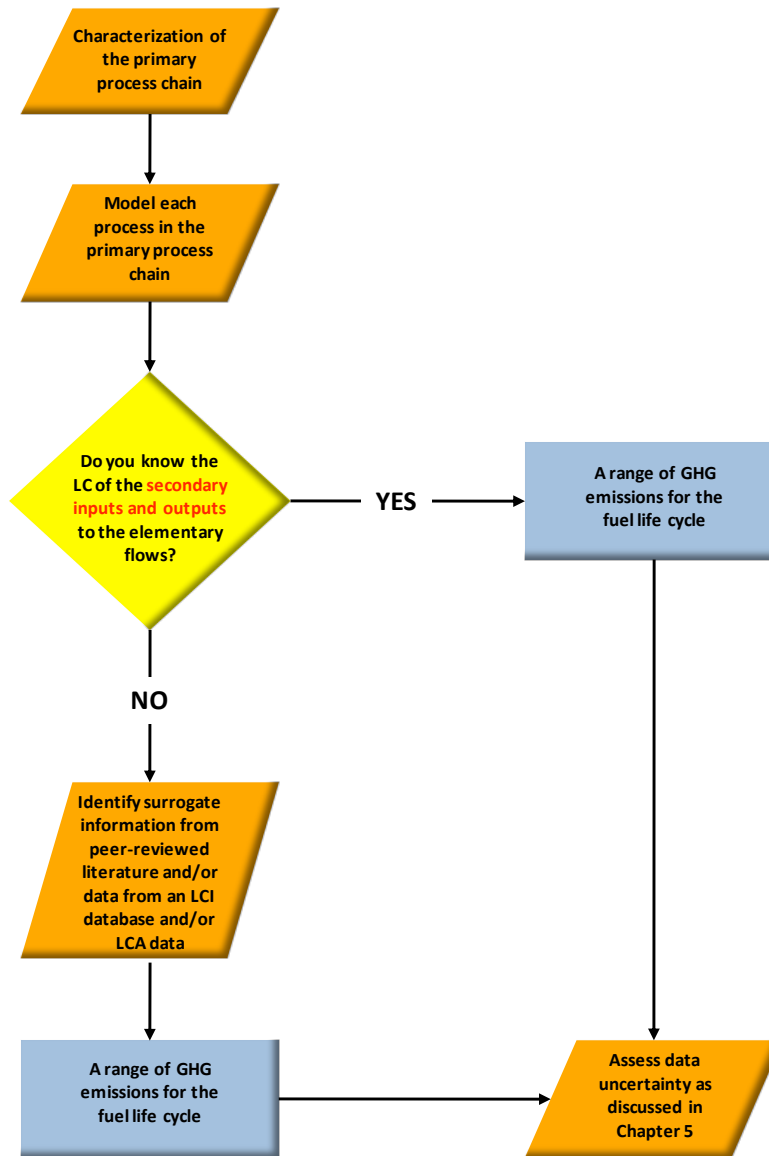 Characterization of
the primary
process chain
Model each
process in the
primary process
chain
Do you know the
LC of the secondary
inputs and outputs
to the elementary
flows?
YES
A range of GHG
emissions for the
fuel life cycle
NO
Identify surrogate
information from
peer-reviewed
literature and/or
data from an LCI
database and/or
LCA data
A range of GHG
emissions for the
fuel life cycle
Assess data
uncertainty as
discussed in
Chapter 5